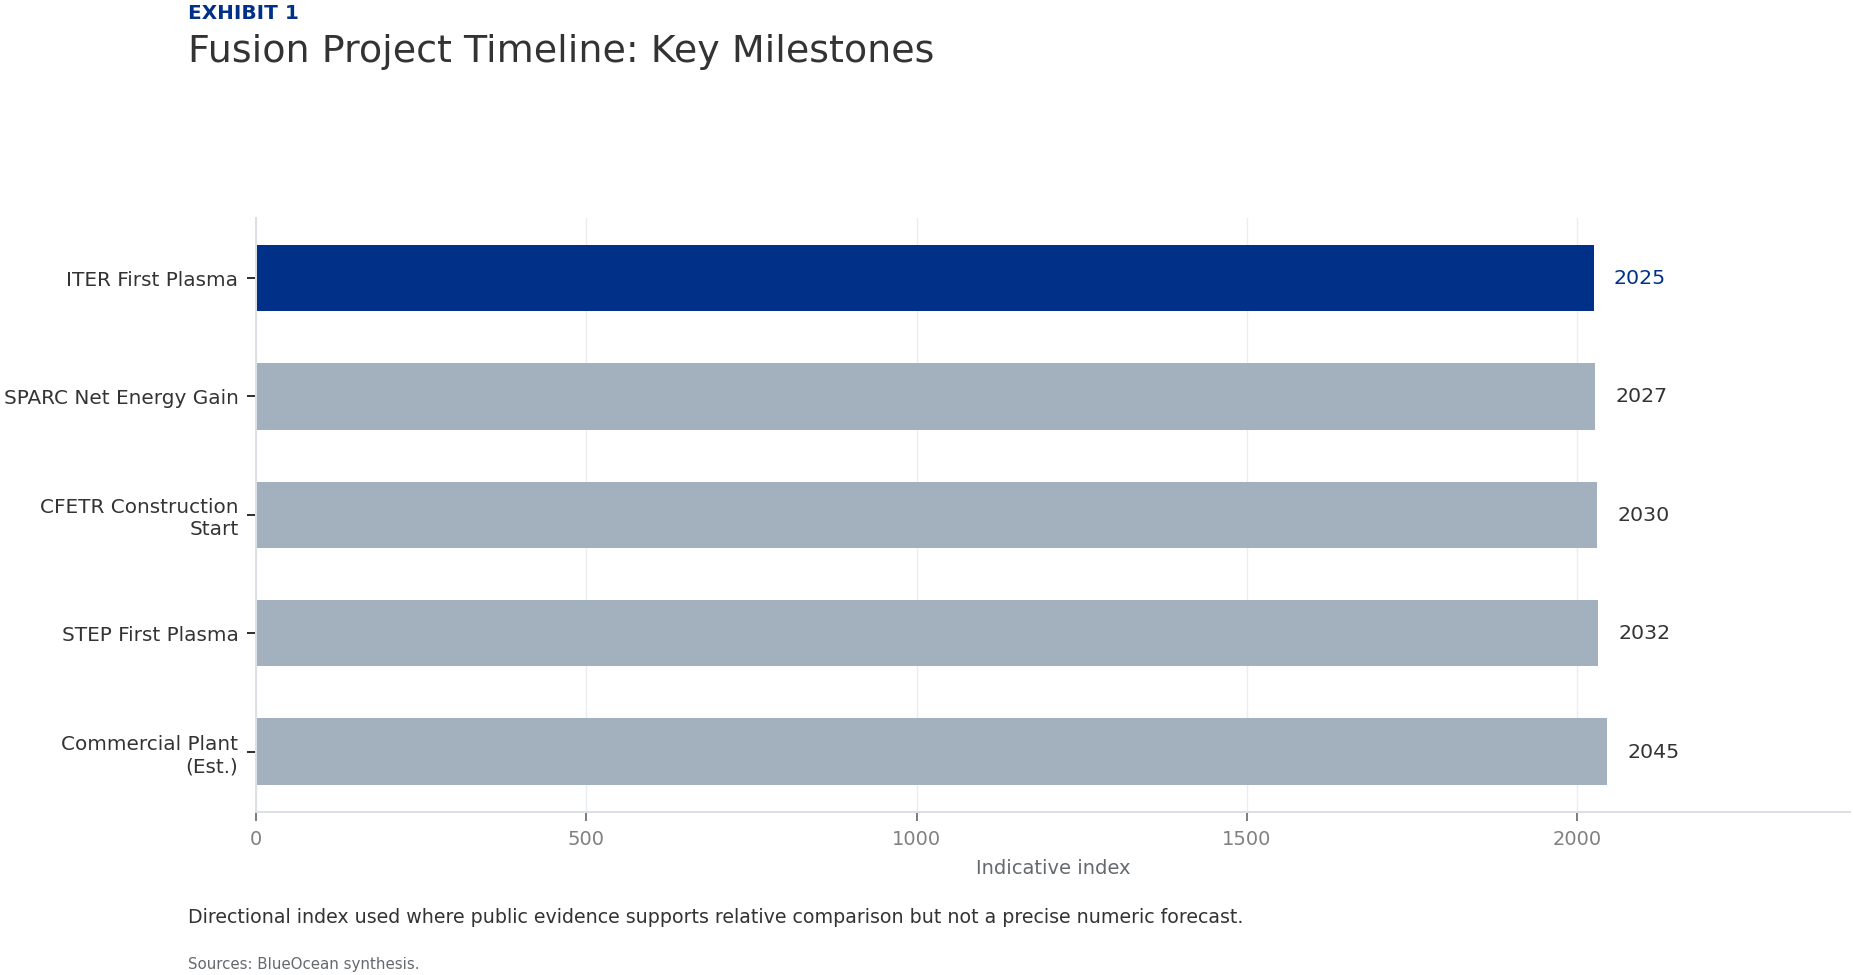 EXHIBIT 1
Fusion Project Timeline: Key Milestones
ITER First Plasma
2025
SPARC Net Energy Gain
2027
CFETR Construction
Start
2030
STEP First Plasma
2032
Commercial Plant
(Est.)
2045
0
500
1000
1500
2000
Indicative index
Directional index used where public evidence supports relative comparison but not a precise numeric forecast.
Sources: BlueOcean synthesis.